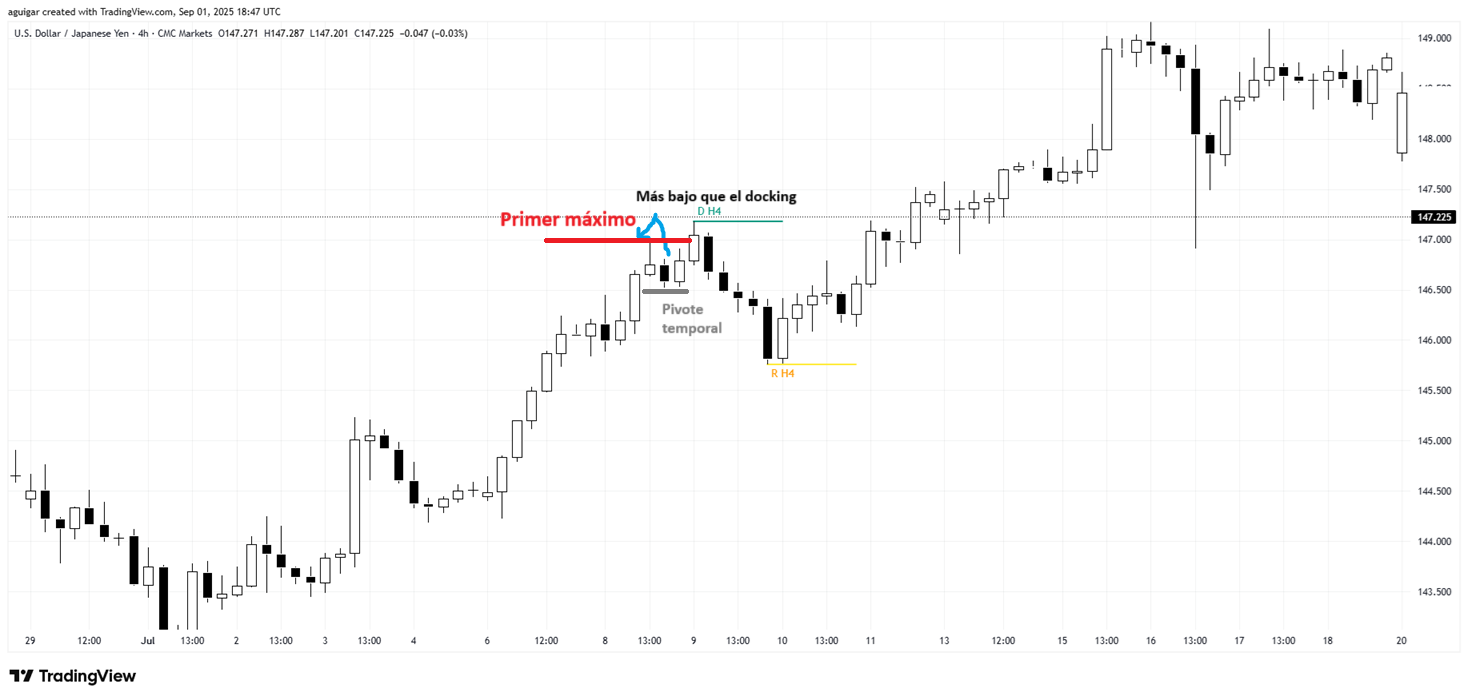 aguigar created with TradingView.com, Sep 01, 2025 18:47 UTC
U.S. Dollar / Japanese Yen · 4h · CMC Markets O147.271 H147.287 L147.201 C147.225 −0.047 (−0.03%)
149.000
148.000
Más bajo que el docking
147.500
D H4
Primer máximo
147.225
147.000
146.500
Pivote
temporal
146.000
R H4
145.500
145.000
144.500
144.000
143.500
29 12:00 Jul 13:00 2 13:00 3 13:00 4 6 12:00 8 13:00 9 13:00 10 13:00 11 13 12:00 15 13:00 16 13:00 17 13:00 18 20
TradingView